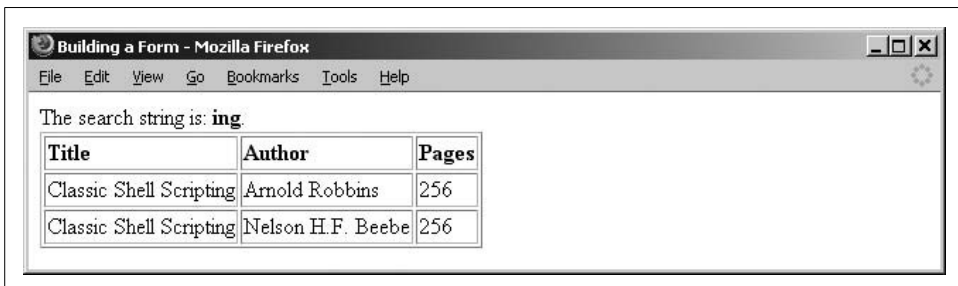 Building a Form - Mozilla Firefox
File Edit View Go Bookmarks Tools Help
The search string is: ing.
Title Author Pages
Classic Shell Scripting Arnold Robbins 256
Classic Shell Scripting Nelson H.F. Beebe 256